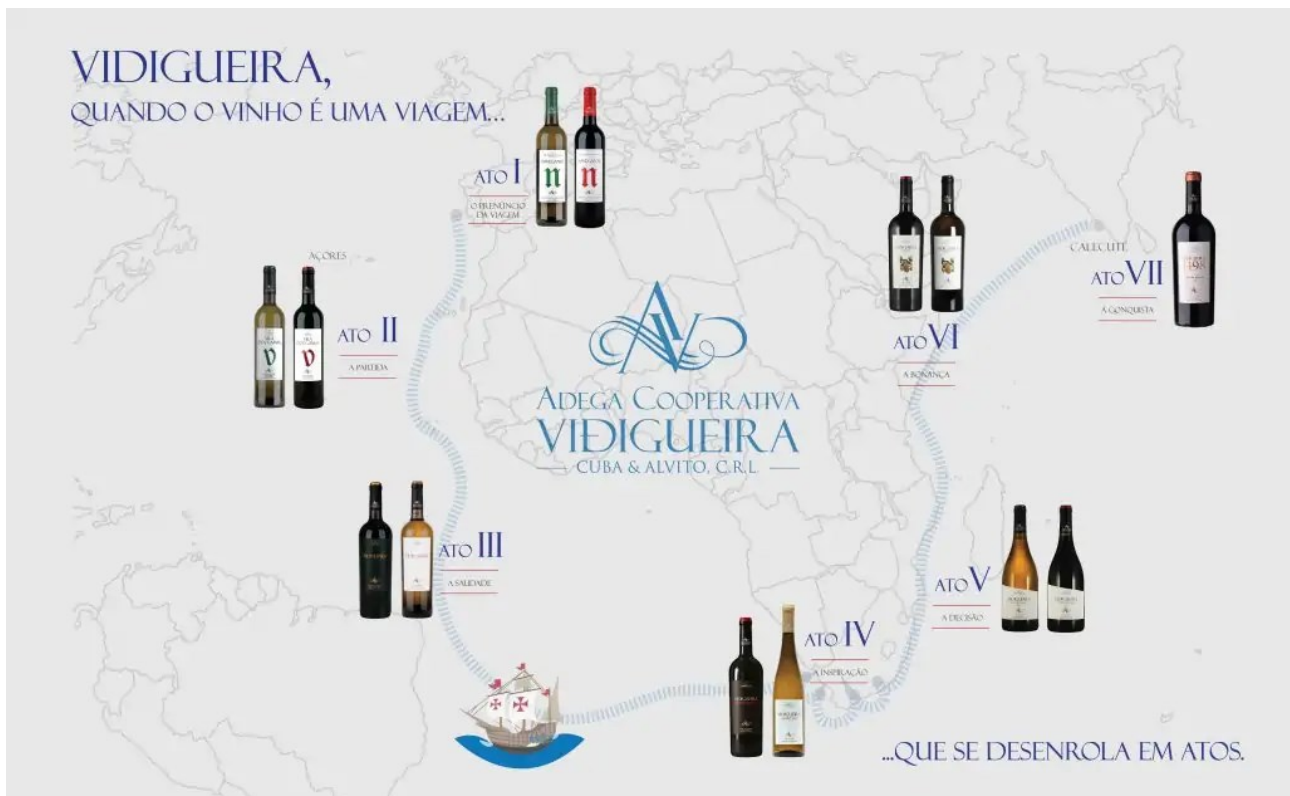 VIDIGUEIRA,
QUANDO O VINHO É UMA VIAGEM...
ATO I
O PRENÚNCIO
DA VIAGEM
AÇORES
ATO II
A PARTIDA
ATO III
A SAUDADE
ATO IV
A INSPIRAÇÃO
ATO V
A DECISÃO
ATO VI
A BONANÇA
CALECUTE
ATO VII
A CONQUISTA
ADEGA COOPERATIVA
VIDIGUEIRA
CUBA & ALVITO, C.R.L
...QUE SE DESENROLA EM ATOS.
n
n
v
v